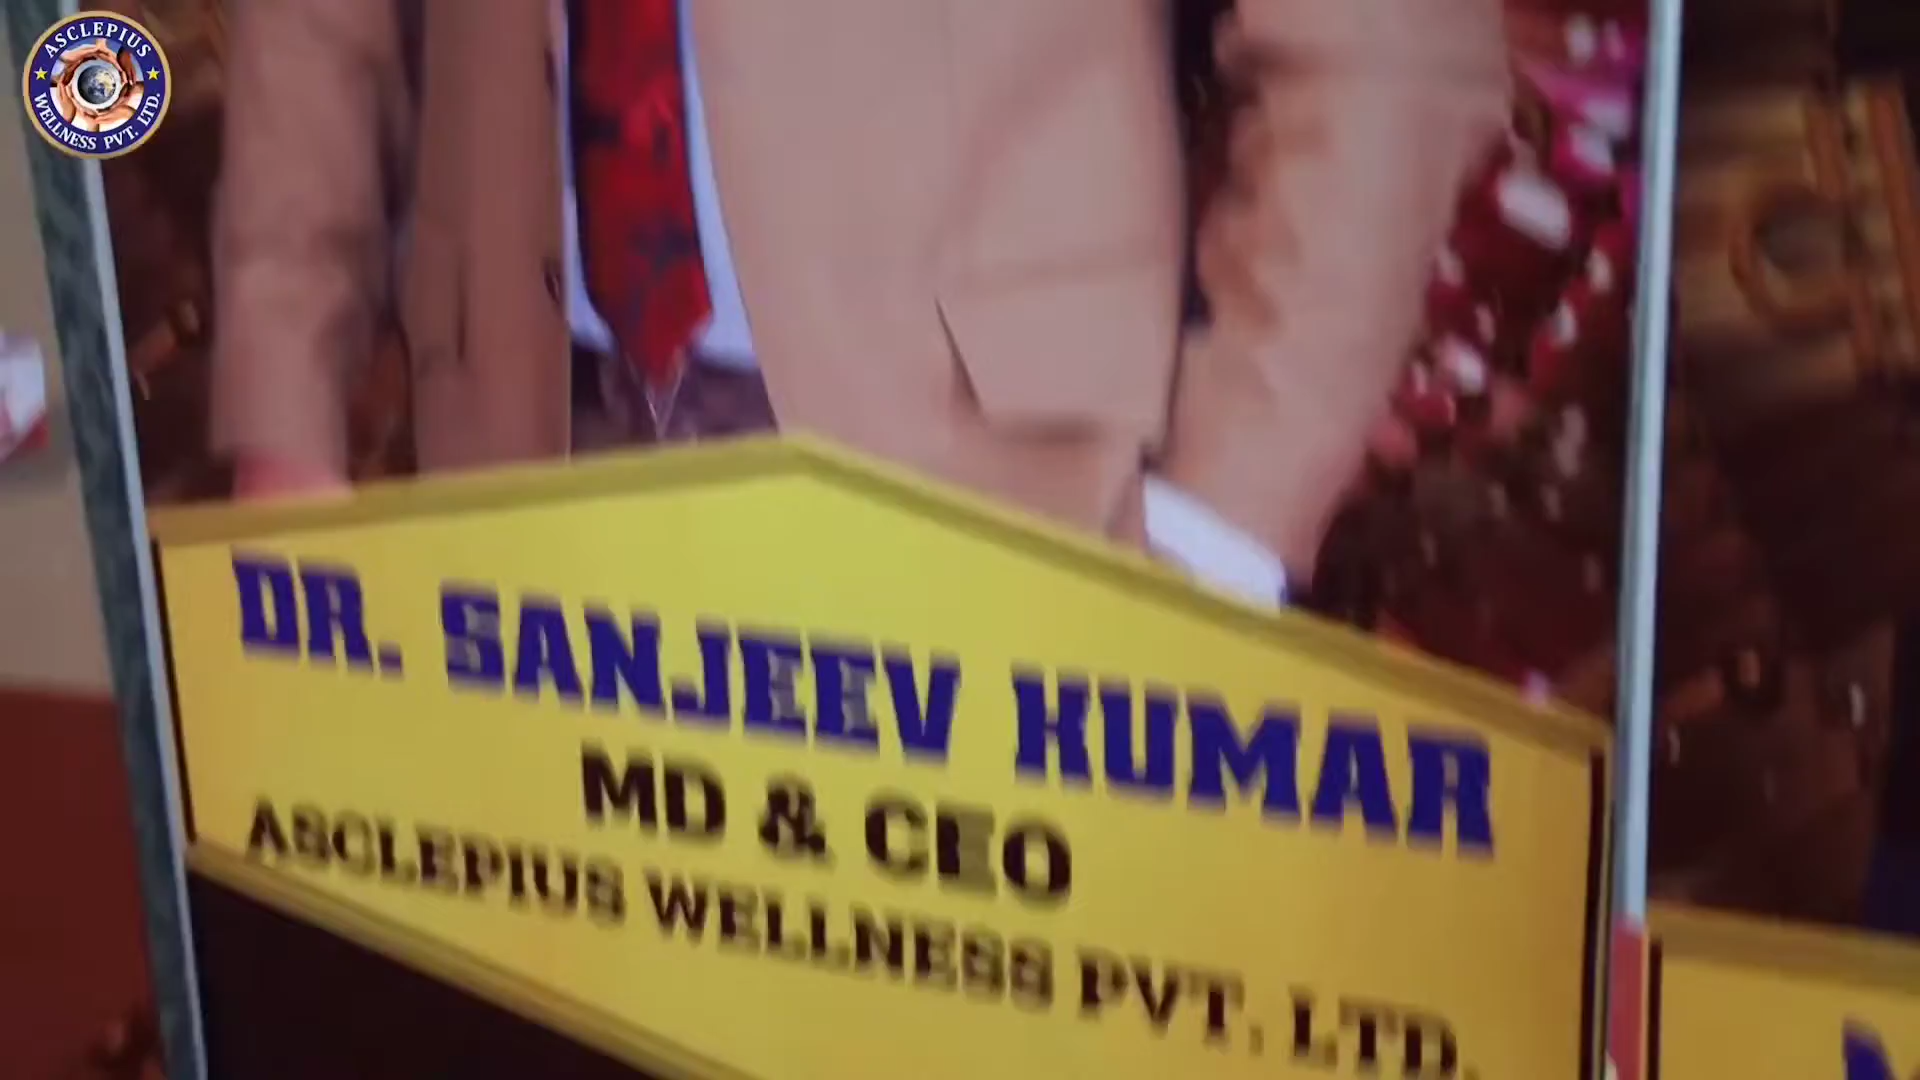 ASCLEPIUS
WELLNESS PVT. LTD.
DR. SANJEEV KUMAR
MD & CEO
ASCLEPIUS WELLNESS PVT. LTD.